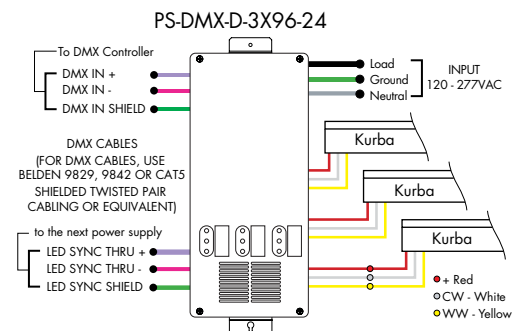 PS-DMX-D-3X96-24
To DMX Controller
DMX IN +
DMX IN -
DMX IN SHIELD
DMX CABLES
(FOR DMX CABLES, USE
BELDEN 9829, 9842 OR CAT5
SHIELDED TWISTED PAIR
CABLING OR EQUIVALENT)
to the next power supply
LED SYNC THRU +
LED SYNC THRU -
LED SYNC SHIELD
Load
Ground
Neutral
INPUT
120 - 277VAC
Kurba
Kurba
Kurba
+ Red
CW - White
WW - Yellow